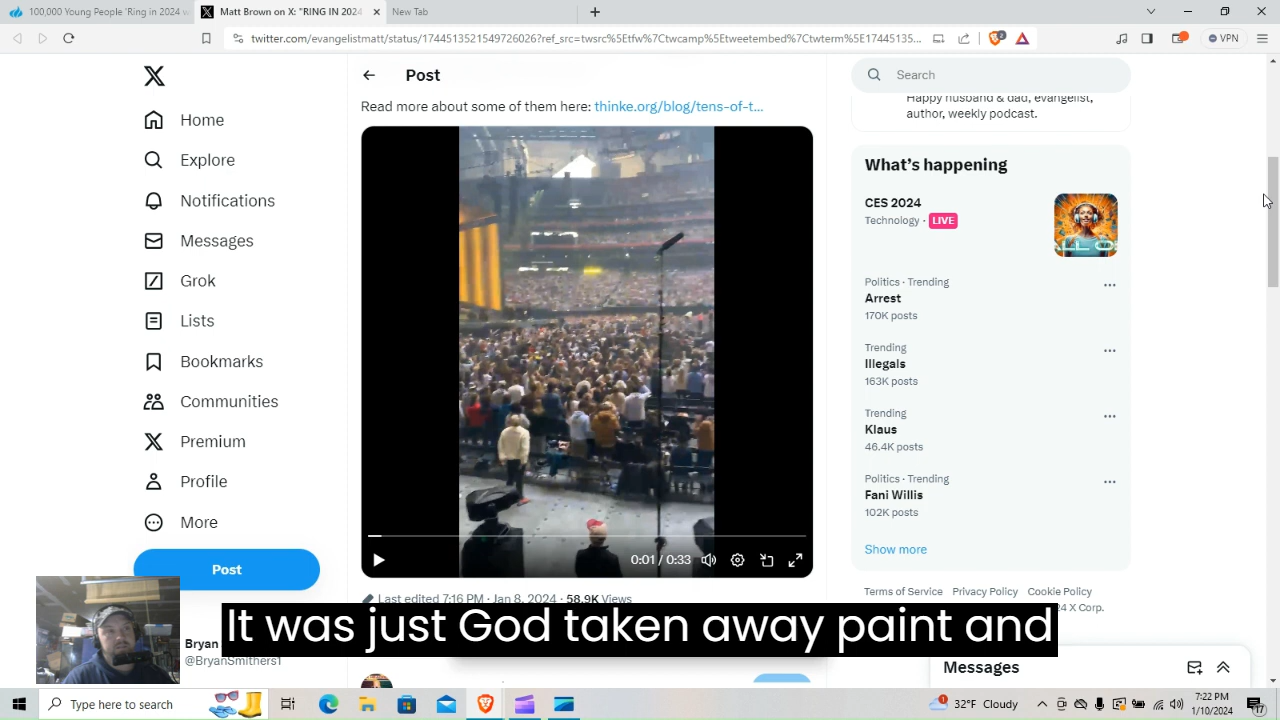 100,000 Young People 'Ring in 2024 w
Matt Brown on X: "RING IN 2024
New Tab
twitter.com/evangelistmatt/status/1744513521549726026?ref_src=twsrc%5Etfw%7Ctwcamp%5Etweetembed%7Ctwterm%5E17445135...
2
VPN
Home
Explore
Notifications
Messages
Grok
Lists
Bookmarks
Communities
Premium
Profile
More
Post
Bryan
@BryanSmithers1
Post
Read more about some of them here: thinke.org/blog/tens-of-t...
0:01 / 0:33
Last edited 7:16 PM · Jan 8, 2024 · 58.9K Views
It was just God taken away paint and
Search
Happy husband & dad, evangelist,
author, weekly podcast.
What's happening
CES 2024
Technology · LIVE
Politics · Trending
Arrest
170K posts
Trending
Illegals
163K posts
Trending
Klaus
46.4K posts
Politics · Trending
Fani Willis
102K posts
Show more
Terms of Service Privacy Policy Cookie Policy
24 X Corp.
Messages
Type here to search
32°F Cloudy
7:22 PM
1/10/2024
17